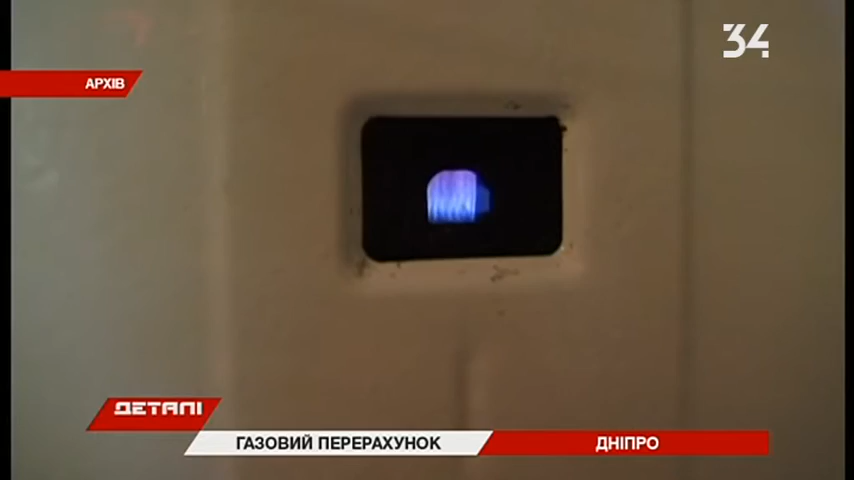 34
АРХІВ
ДЕТАЛІ
ГАЗОВИЙ ПЕРЕРАХУНОК
ДНІПРО